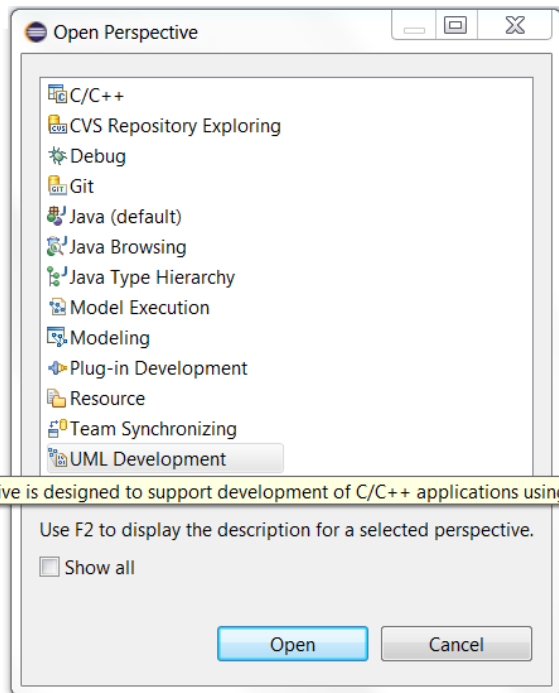 Open Perspective
C/C++
CVS Repository Exploring
Debug
Git
Java (default)
Java Browsing
Java Type Hierarchy
Model Execution
Modeling
Plug-in Development
Resource
Team Synchronizing
UML Development
ive is designed to support development of C/C++ applications using
Use F2 to display the description for a selected perspective.
Show all
Open
Cancel